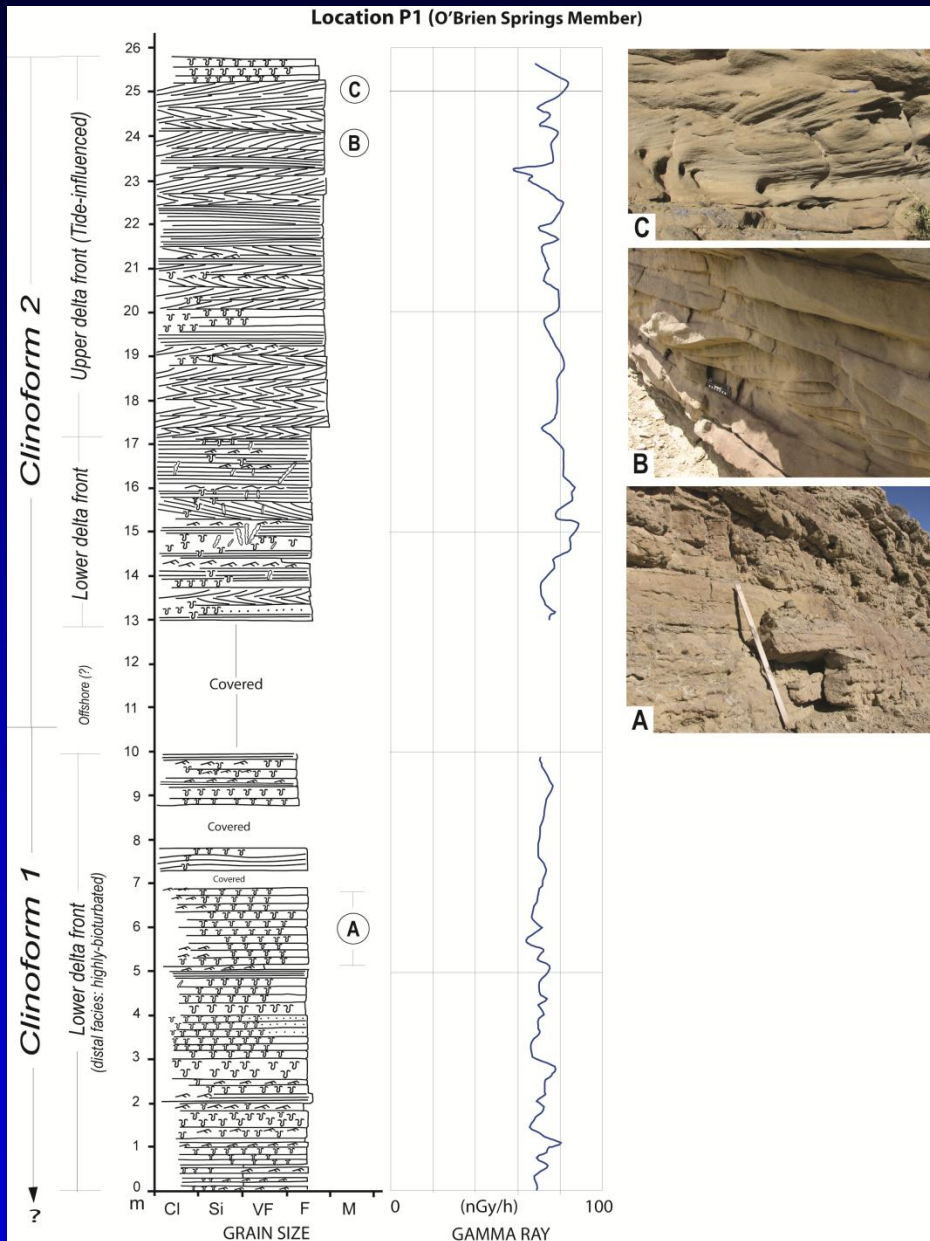 Location P1 (O'Brien Springs Member)
Clinoform 2
Clinoform 1
?
Upper delta front (Tide-influenced)
Lower delta front
Offshore (?)
Lower delta front
(distal facies: highly-bioturbated)
26
25
24
23
22
21
20
19
18
17
16
15
14
13
12
11
10
9
8
7
6
5
4
3
2
1
0
m
Covered
Covered
Covered
C
B
A
Cl Si VF F M
GRAIN SIZE
0 (nGy/h) 100
GAMMA RAY
C
B
A